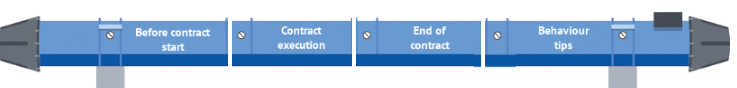 Before contract
start
Contract
execution
End of
contract
Behaviour
tips